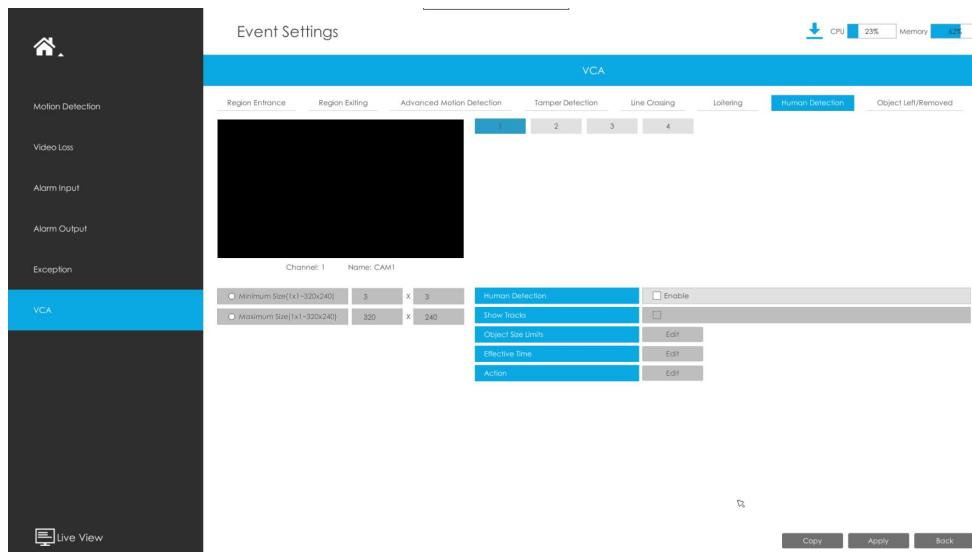 Event Settings
CPU 23% Memory 62%
VCA
Motion Detection
Video Loss
Alarm Input
Alarm Output
Exception
VCA
Live View
Region Entrance Region Exiting Advanced Motion Detection Tamper Detection Line Crossing Loitering Human Detection Object Left/Removed
1 2 3 4
Channel: 1 Name: CAM1
Minimum Size(1x1~320x240) 3 X 3
Maximum Size(1x1~320x240) 320 X 240
Human Detection Enable
Show Tracks
Object Size Limits Edit
Effective Time Edit
Action Edit
Copy Apply Back